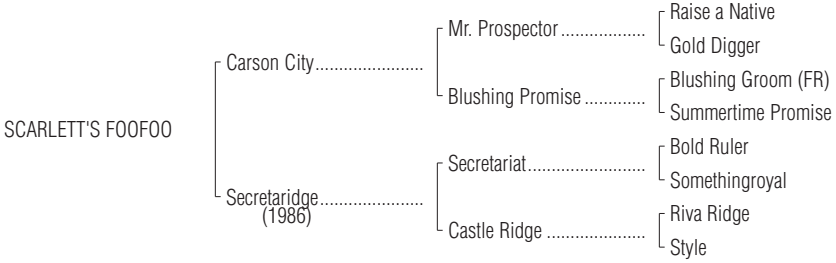 Raise a Native
Mr. Prospector....................
Gold Digger
Carson City.......................
Blushing Groom (FR)
Blushing Promise .............
Summertime Promise
SCARLETT'S FOOFOO
Bold Ruler
Secretariat............................
Somethingroyal
Secretaridge......................
(1986)
Riva Ridge
Castle Ridge .....................
Style